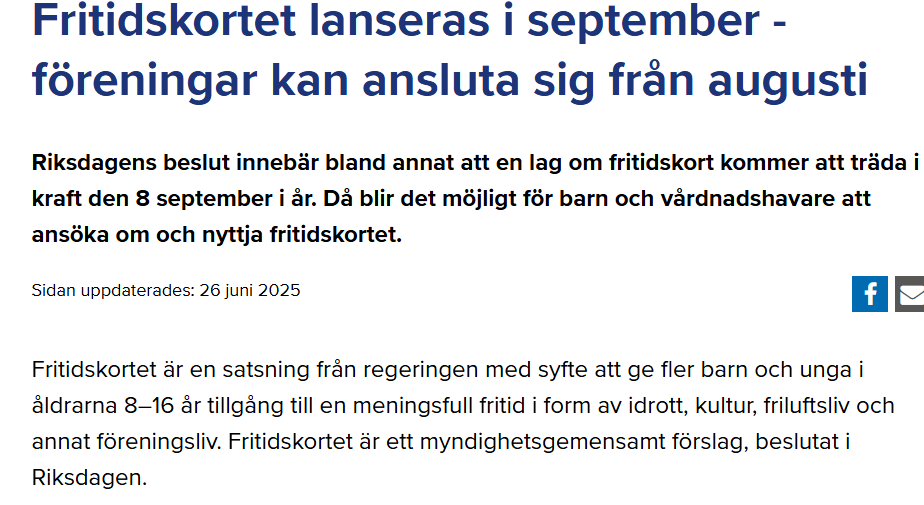 Fritidskortet lanseras i september -
föreningar kan ansluta sig från augusti
Riksdagens beslut innebär bland annat att en lag om fritidskort kommer att träda i
kraft den 8 september i år. Då blir det möjligt för barn och vårdnadshavare att
ansöka om och nyttja fritidskortet.
Sidan uppdaterades: 26 juni 2025
Fritidskortet är en satsning från regeringen med syfte att ge fler barn och unga i
åldrarna 8–16 år tillgång till en meningsfull fritid i form av idrott, kultur, friluftsliv och
annat föreningsliv. Fritidskortet är ett myndighetsgemensamt förslag, beslutat i
Riksdagen.